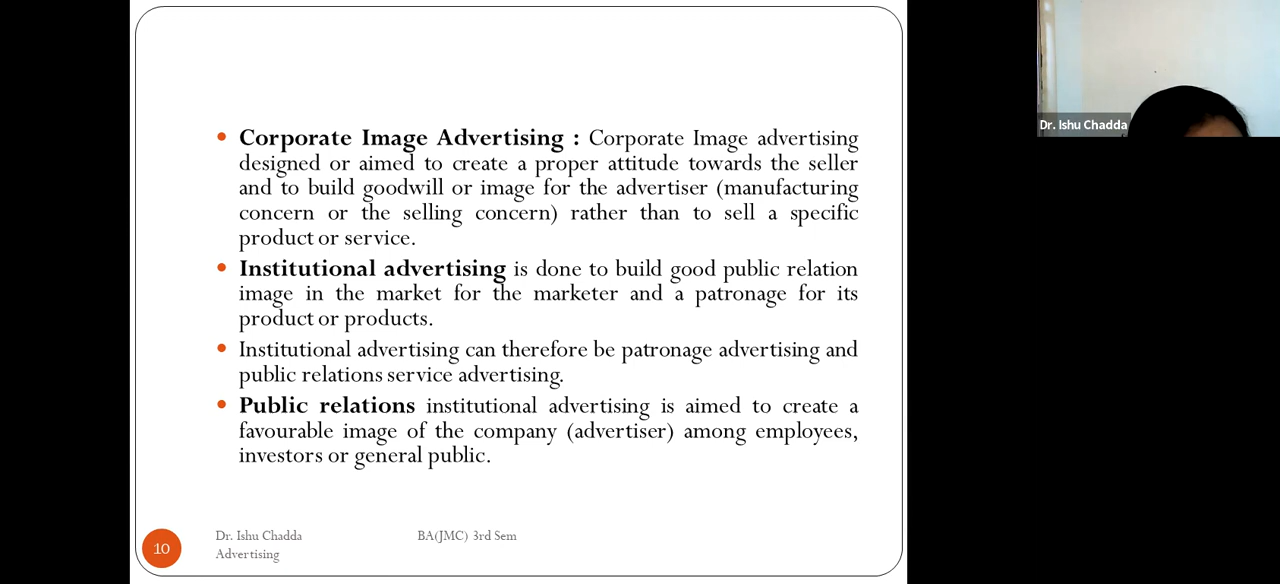 • Corporate Image Advertising : Corporate Image advertising
designed or aimed to create a proper attitude towards the seller
and to build goodwill or image for the advertiser (manufacturing
concern or the selling concern) rather than to sell a specific
product or service.
• Institutional advertising is done to build good public relation
image in the market for the marketer and a patronage for its
product or products.
• Institutional advertising can therefore be patronage advertising and
public relations service advertising.
• Public relations institutional advertising is aimed to create a
favourable image of the company (advertiser) among employees,
investors or general public.
10
Dr. Ishu Chadda
Advertising
BA(JMC) 3rd Sem
Dr. Ishu Chadda